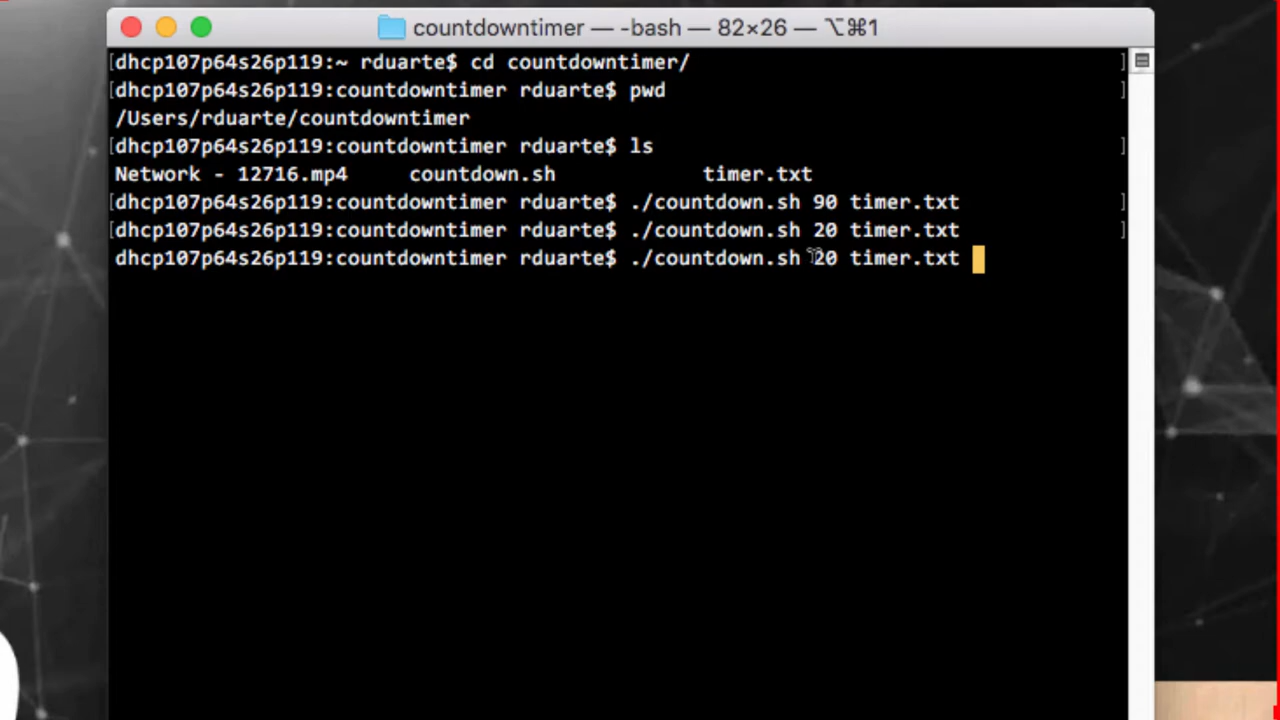 countdowntimer — -bash — 82×26 — ⌥⌘1
[dhcp107p64s26p119:~ rduarte$ cd countdowntimer/ ]
[dhcp107p64s26p119:countdowntimer rduarte$ pwd ]
/Users/rduarte/countdowntimer
[dhcp107p64s26p119:countdowntimer rduarte$ ls ]
Network - 12716.mp4 countdown.sh timer.txt
[dhcp107p64s26p119:countdowntimer rduarte$ ./countdown.sh 90 timer.txt ]
[dhcp107p64s26p119:countdowntimer rduarte$ ./countdown.sh 20 timer.txt ]
dhcp107p64s26p119:countdowntimer rduarte$ ./countdown.sh 20 timer.txt